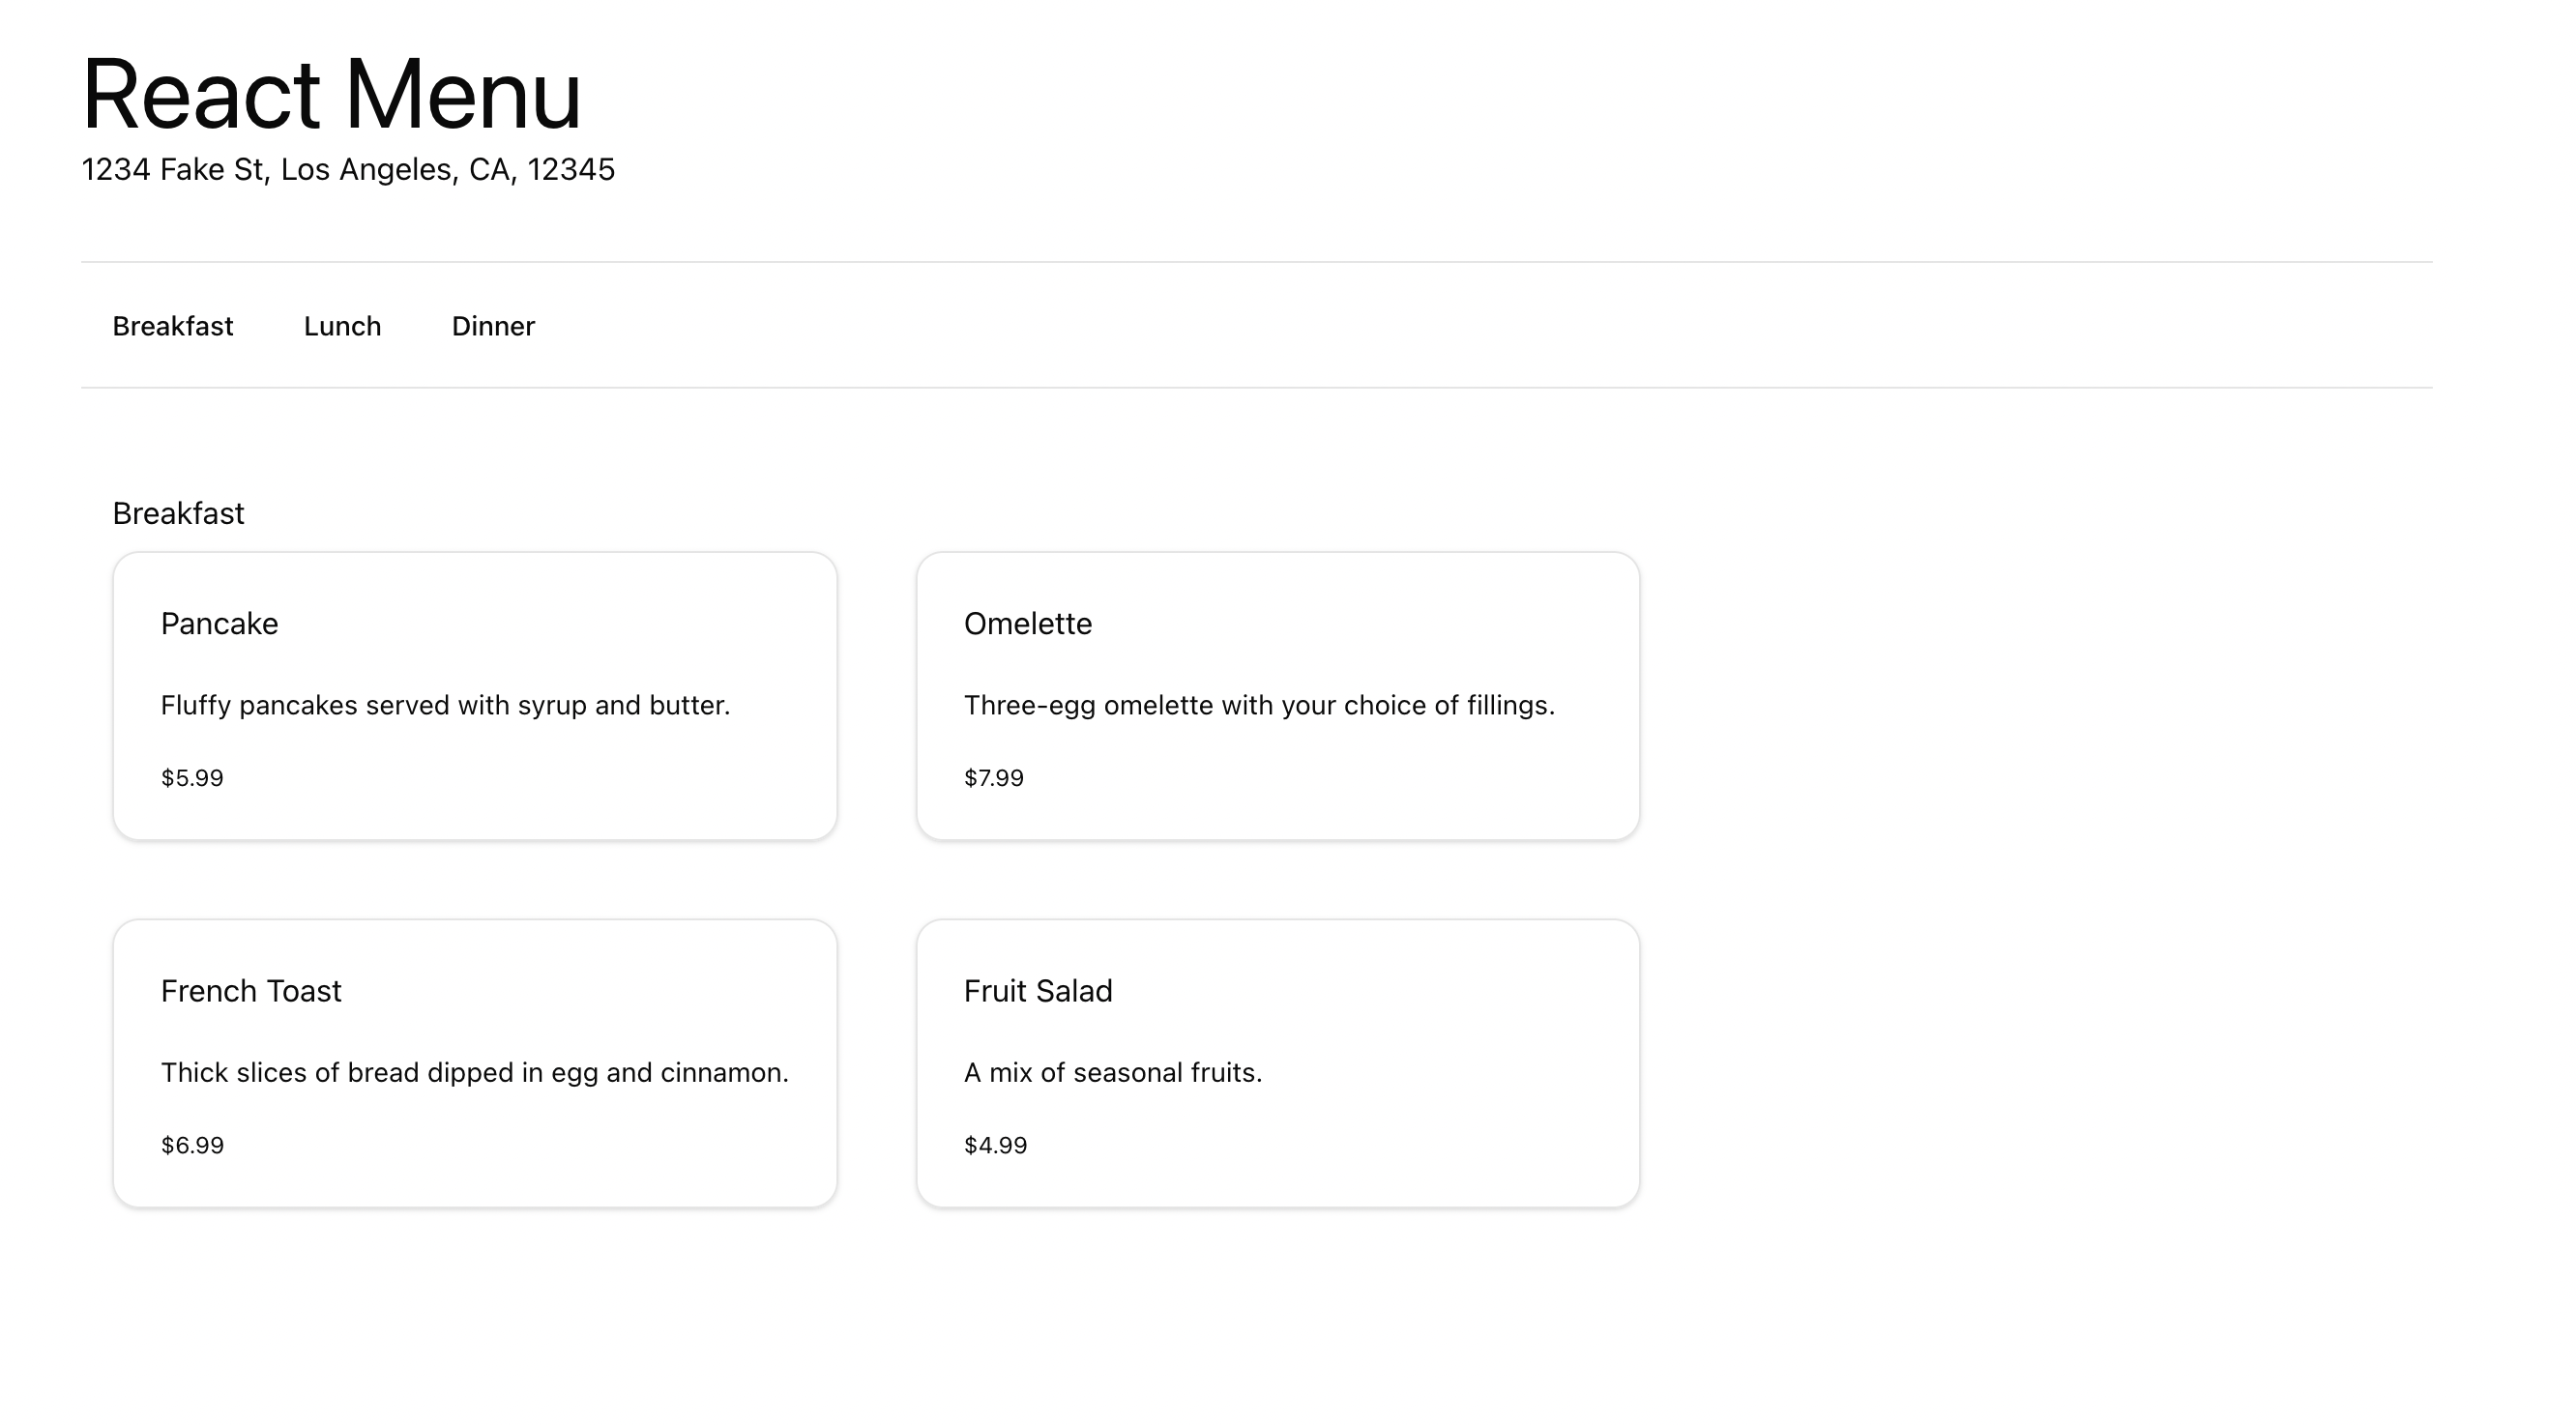 React Menu
1234 Fake St, Los Angeles, CA, 12345
Breakfast Lunch Dinner
Breakfast
Pancake
Fluffy pancakes served with syrup and butter.
$5.99
Omelette
Three-egg omelette with your choice of fillings.
$7.99
French Toast
Thick slices of bread dipped in egg and cinnamon.
$6.99
Fruit Salad
A mix of seasonal fruits.
$4.99